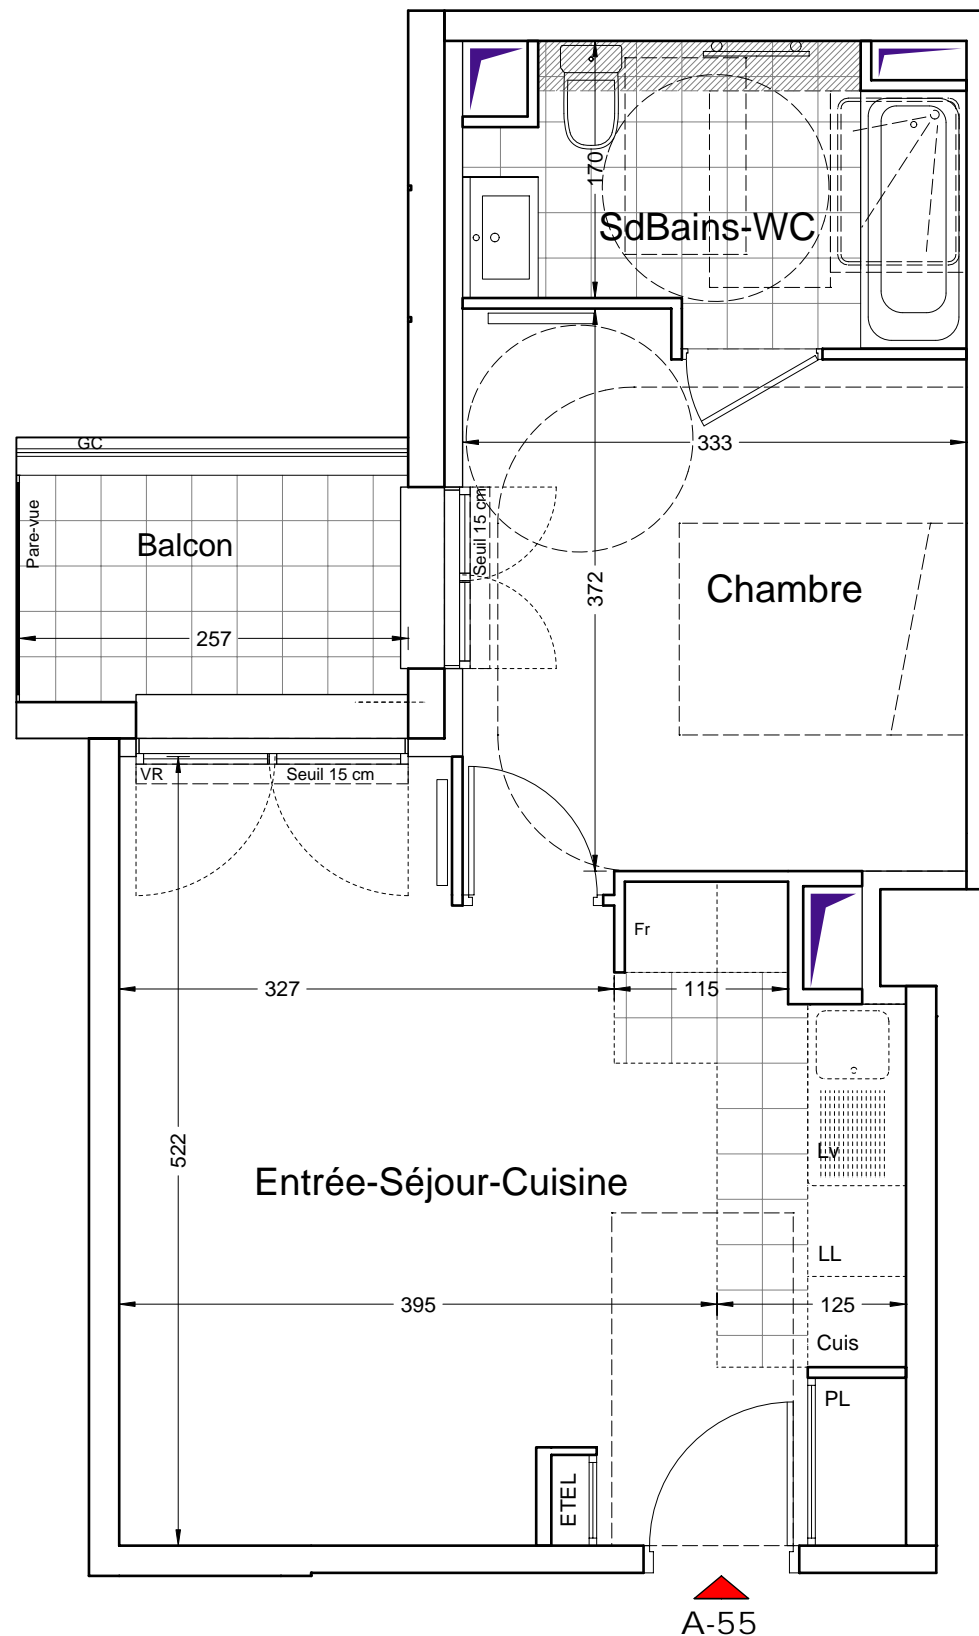 170
SdBains-WC
GC
333
Pare-vue
Balcon
Seuil 15 cm
372
Chambre
257
VR
Seuil 15 cm
Fr
327
115
522
Lv
Entrée-Séjour-Cuisine
LL
395
125
Cuis
PL
ETEL
A-55